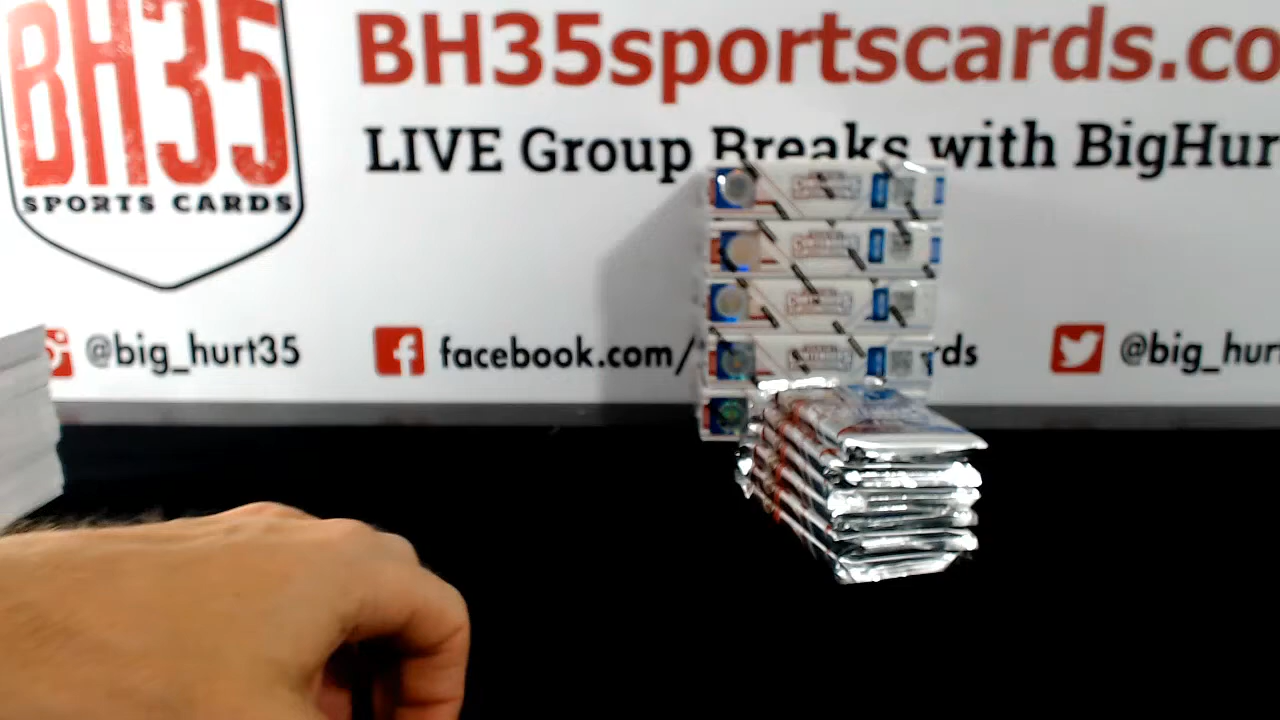 BH35
SPORTS CARDS
BH35sportscards.co
LIVE Group Breaks with BigHur
@big_hurt35
facebook.com/
rds
@big_hur